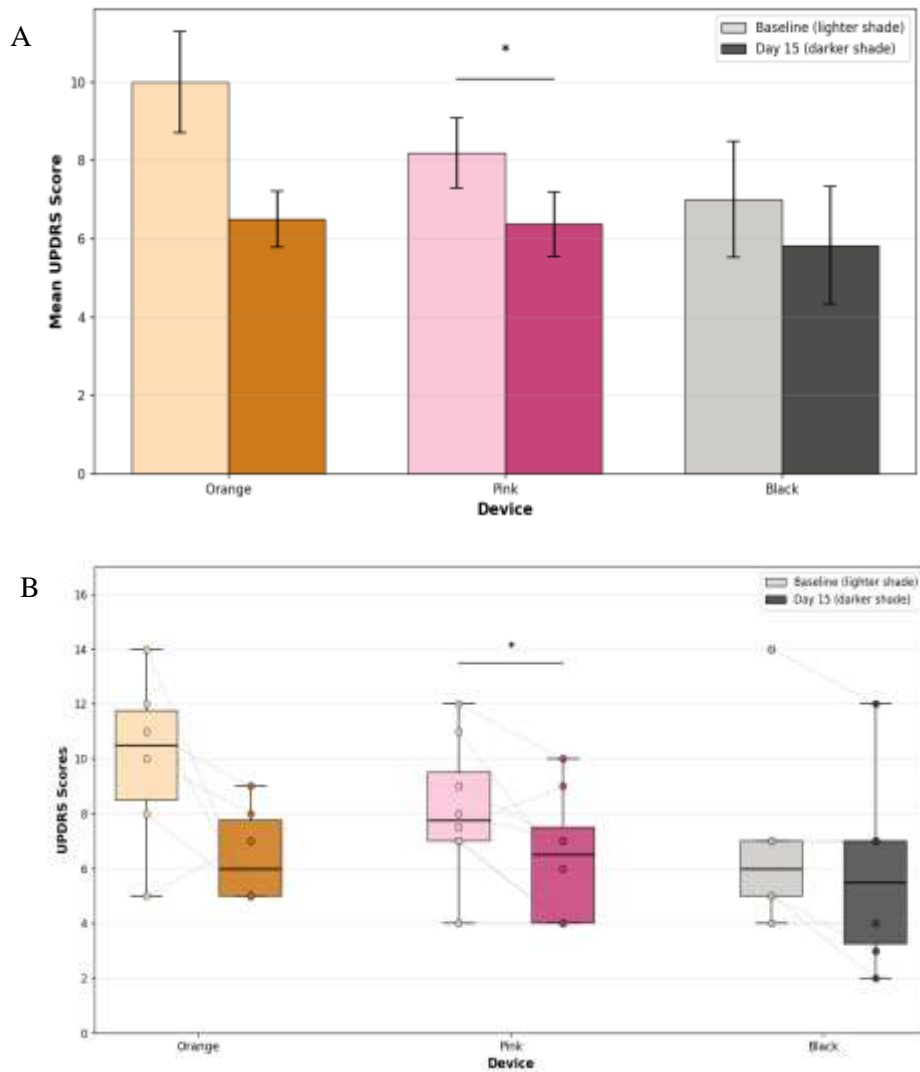 A
Baseline (lighter shade)
Day 15 (darker shade)
*
Mean UPDRS Score
10
8
6
4
2
0
Orange
Pink
Black
Device
B
Baseline (lighter shade)
Day 15 (darker shade)
*
UPDRS Scores
16
14
12
10
8
6
4
2
0
Orange
Pink
Black
Device